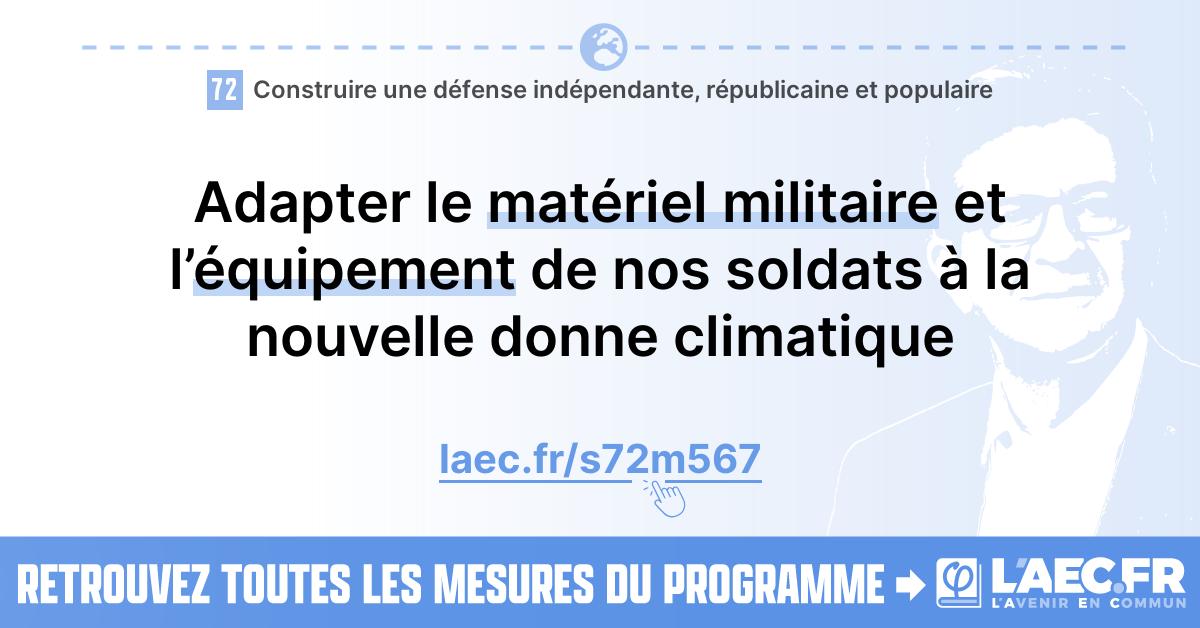 72 Construire une défense indépendante, républicaine et populaire
Adapter le matériel militaire et
l’équipement de nos soldats à la
nouvelle donne climatique
laec.fr/s72m567
RETROUVEZ TOUTES LES MESURES DU PROGRAMME → φ L'AEC.FR
L'AVENIR EN COMMUN